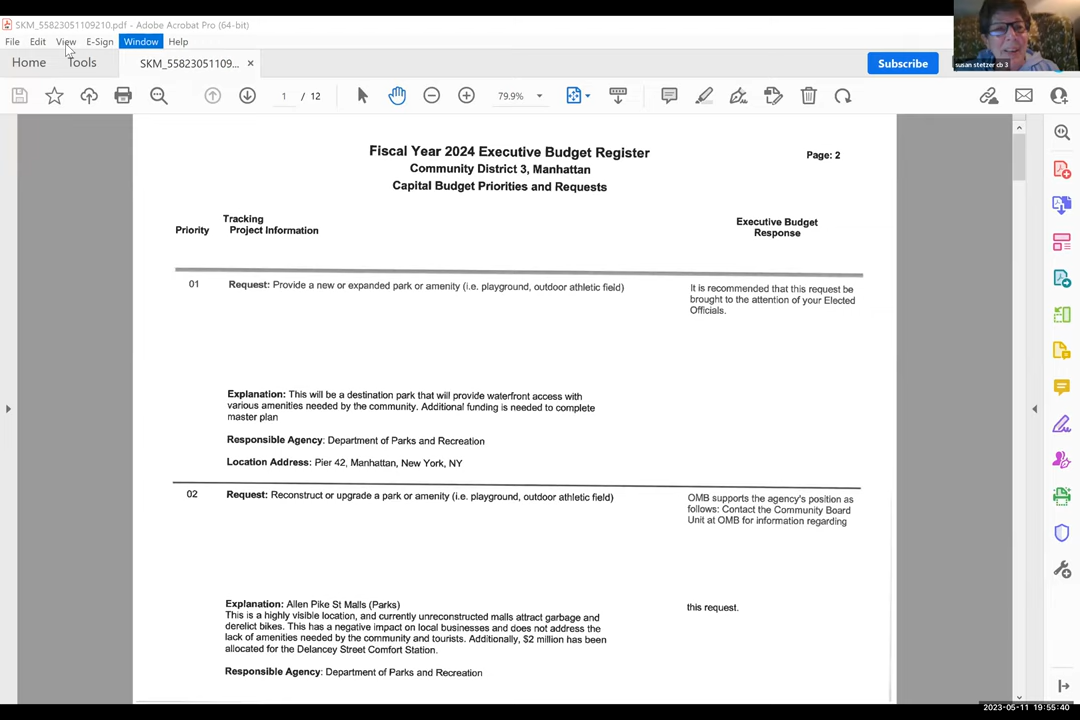 SKM_55823051109210.pdf - Adobe Acrobat Pro (64-bit)
File Edit View E-Sign Window Help
Home Tools SKM_55823051109... × Subscribe
susan stetzer cb 3
1 / 12 79.9%
Fiscal Year 2024 Executive Budget Register
Page: 2
Community District 3, Manhattan
Capital Budget Priorities and Requests
Tracking
Priority Project Information
Executive Budget
Response
01 Request: Provide a new or expanded park or amenity (i.e. playground, outdoor athletic field)
It is recommended that this request be
brought to the attention of your Elected
Officials.
Explanation: This will be a destination park that will provide waterfront access with
various amenities needed by the community. Additional funding is needed to complete
master plan
Responsible Agency: Department of Parks and Recreation
Location Address: Pier 42, Manhattan, New York, NY
02 Request: Reconstruct or upgrade a park or amenity (i.e. playground, outdoor athletic field)
OMB supports the agency's position as
follows: Contact the Community Board
Unit at OMB for information regarding
this request.
Explanation: Allen Pike St Malls (Parks)
This is a highly visible location, and currently unreconstructed malls attract garbage and
derelict bikes. This has a negative impact on local businesses and does not address the
lack of amenities needed by the community and tourists. Additionally, $2 million has been
allocated for the Delancey Street Comfort Station.
Responsible Agency: Department of Parks and Recreation
2023-05-11 19:55:40